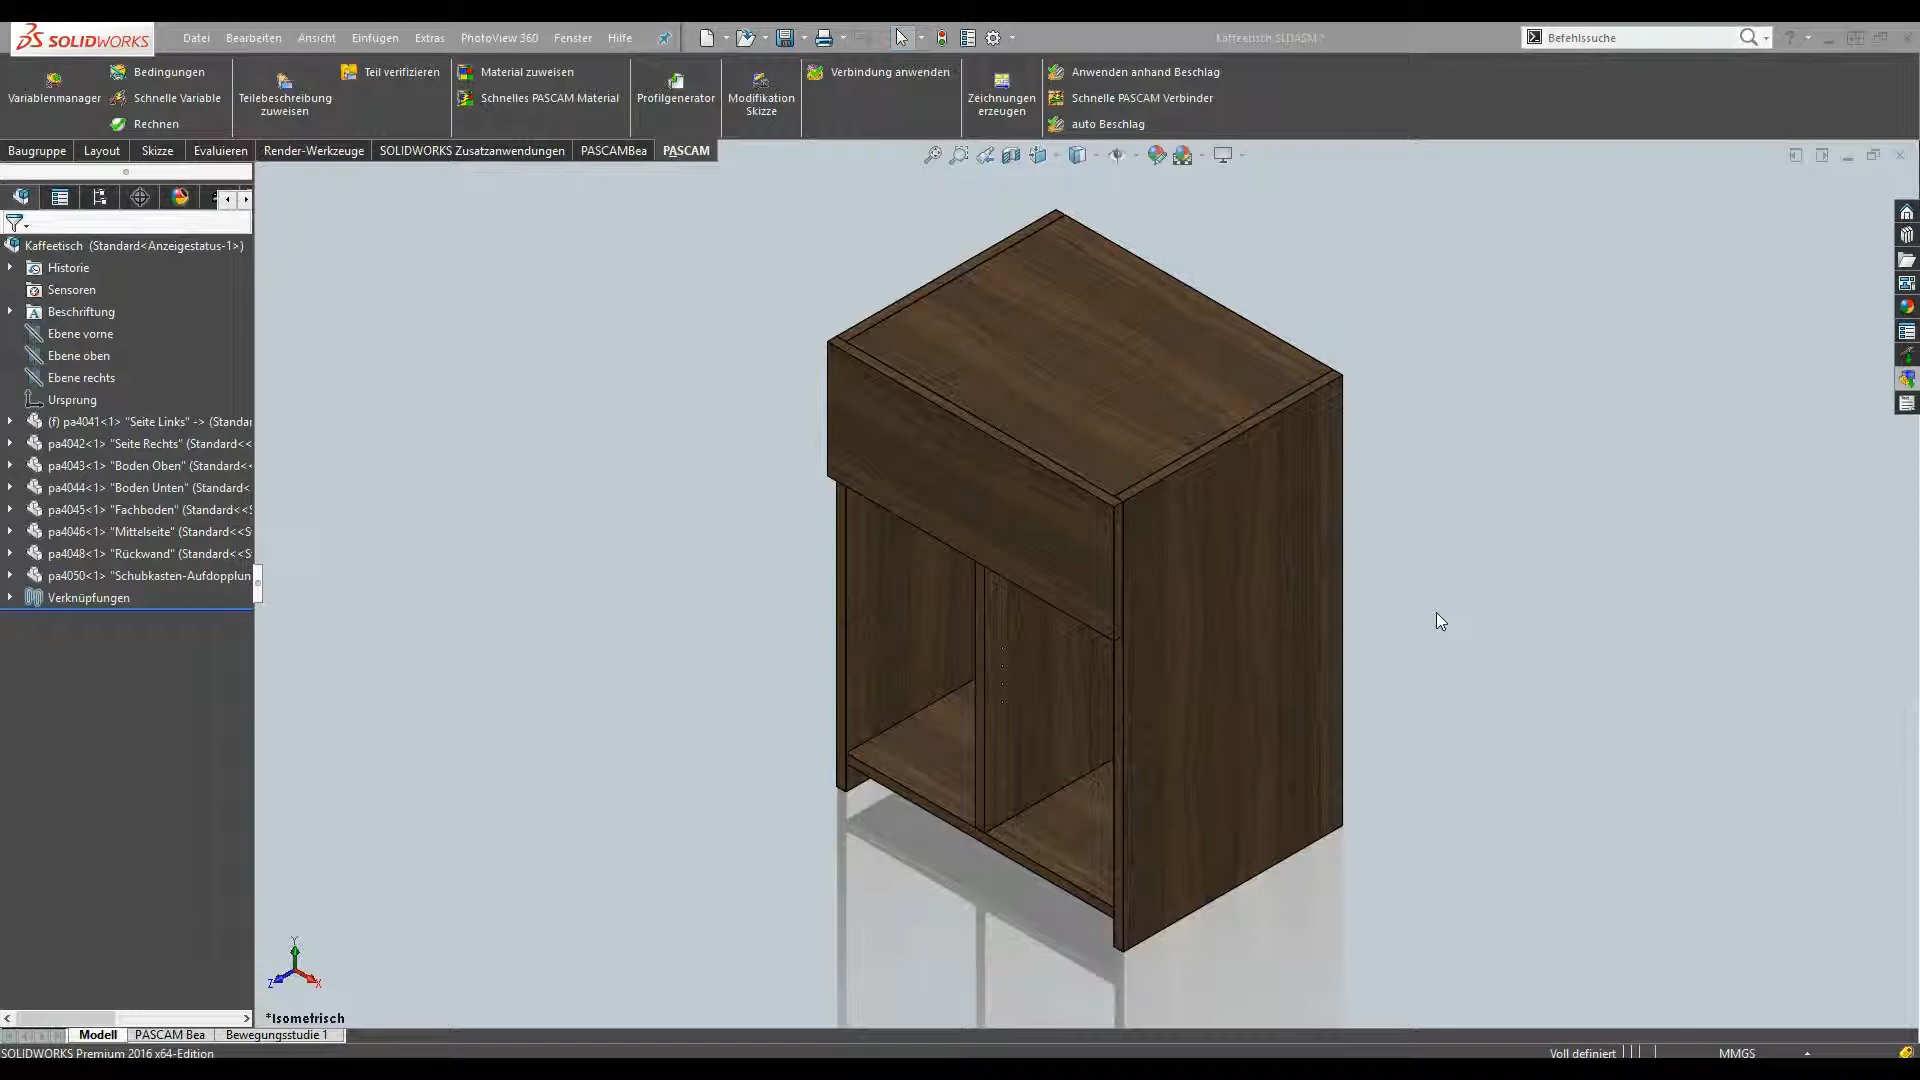 SOLIDWORKS
Datei Bearbeiten Ansicht Einfügen Extras PhotoView 360 Fenster Hilfe
Kaffeetisch.SLDASM *
Befehlssuche
Variablenmanager
Bedingungen
Schnelle Variable
Rechnen
Teilebeschreibung
zuweisen
Teil verifizieren
Material zuweisen
Schnelles PASCAM Material
Profilgenerator
Modifikation
Skizze
Verbindung anwenden
Zeichnungen
erzeugen
Anwenden anhand Beschlag
Schnelle PASCAM Verbinder
auto Beschlag
Baugruppe Layout Skizze Evaluieren Render-Werkzeuge SOLIDWORKS Zusatzanwendungen PASCAMBea PASCAM
Kaffeetisch (Standard<Anzeigestatus-1>)
Historie
Sensoren
Beschriftung
Ebene vorne
Ebene oben
Ebene rechts
Ursprung
(f) pa4041<1> "Seite Links" -> (Standar
pa4042<1> "Seite Rechts" (Standard<<
pa4043<1> "Boden Oben" (Standard<<
pa4044<1> "Boden Unten" (Standard<
pa4045<1> "Fachboden" (Standard<<S
pa4046<1> "Mittelseite" (Standard<<S
pa4048<1> "Rückwand" (Standard<<S
pa4050<1> "Schubkasten-Aufdopplun
Verknüpfungen
Y
Z X
*Isometrisch
Modell PASCAM Bea Bewegungsstudie 1
SOLIDWORKS Premium 2016 x64-Edition
Voll definiert MMGS